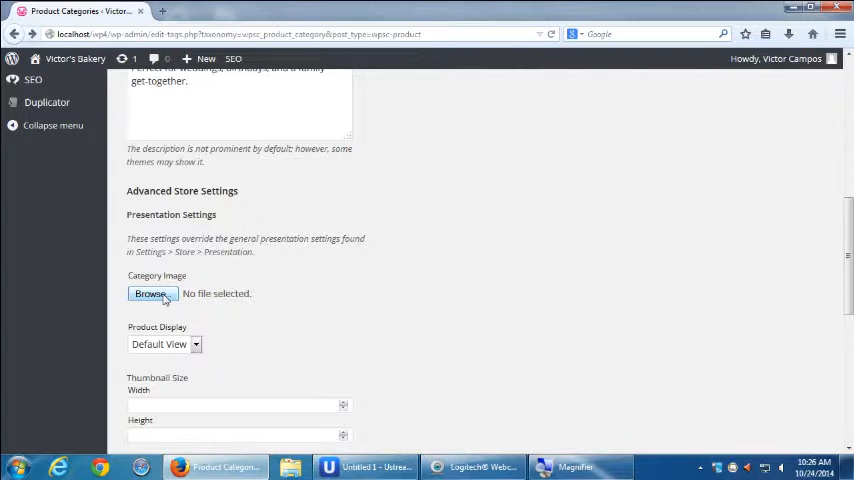 Product Categories ‹ Victor...
localhost/wp4/wp-admin/edit-tags.php?taxonomy=wpsc_product_category&post_type=wpsc-product
Google
Victor's Bakery
1
0
New
SEO
Howdy, Victor Campos
SEO
Duplicator
Collapse menu
get-together.
The description is not prominent by default; however, some
themes may show it.
Advanced Store Settings
Presentation Settings
These settings override the general presentation settings found
in Settings > Store > Presentation.
Category Image
Browse...
No file selected.
Product Display
Default View
Thumbnail Size
Width
Height
Product Categori...
Untitled 1 - Ustrea...
Logitech® Webc...
Magnifier
10:26 AM
10/24/2014